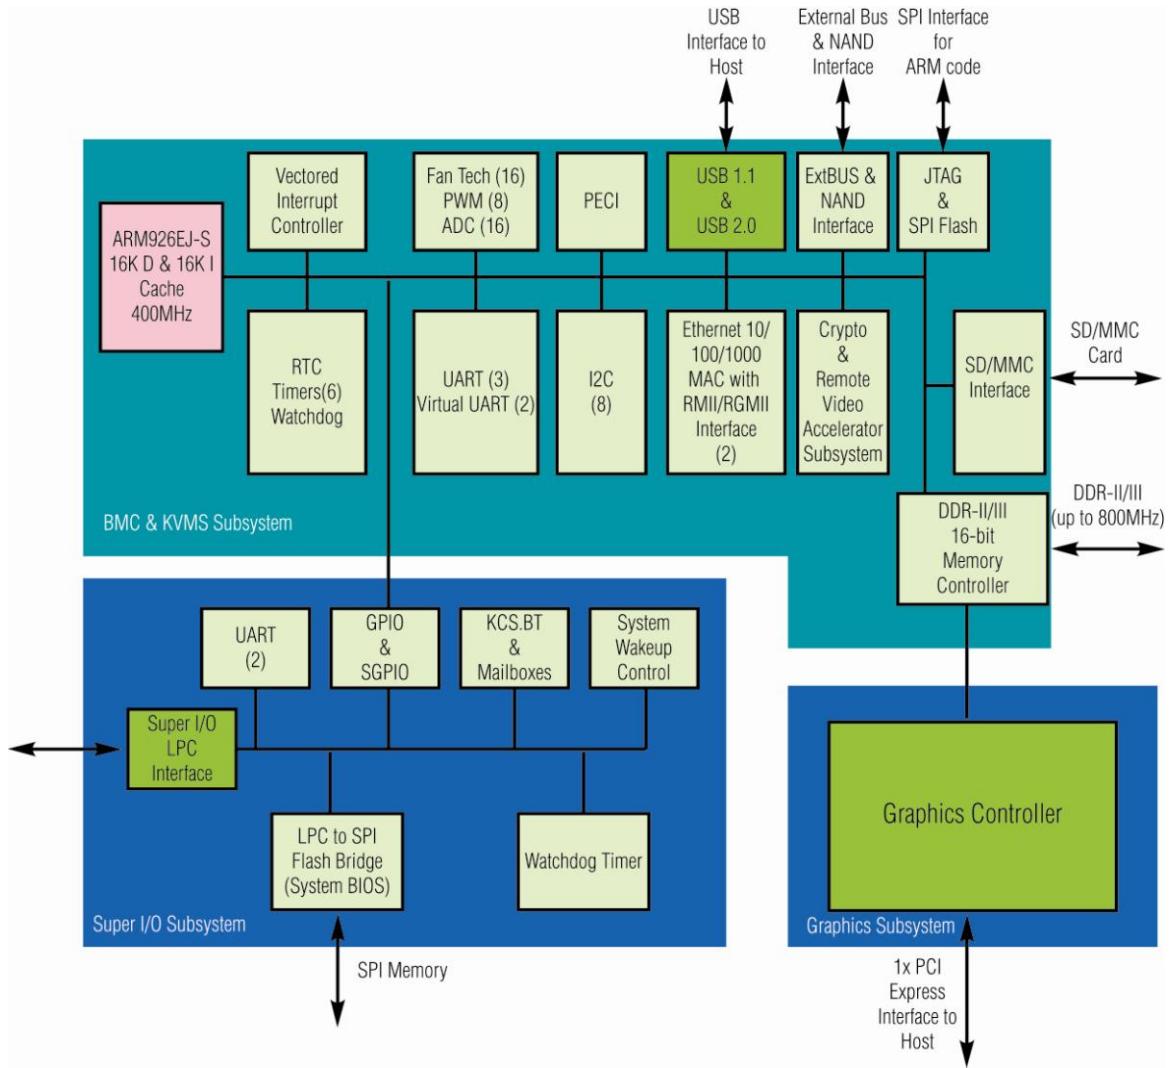 USB
Interface to
Host
External Bus
& NAND
Interface
SPI Interface
for
ARM code
Vectored
Interrupt
Controller
Fan Tech (16)
PWM (8)
ADC (16)
PECI
USB 1.1
&
USB 2.0
ExtBUS &
NAND
Interface
JTAG
&
SPI Flash
ARM926EJ-S
16K D & 16K I
Cache
400MHz
RTC
Timers(6)
Watchdog
UART (3)
Virtual UART (2)
I2C
(8)
Ethernet 10/
100/1000
MAC with
RMII/RGMII
Interface
(2)
Crypto
&
Remote
Video
Accelerator
Subsystem
SD/MMC
Interface
SD/MMC
Card
BMC & KVMS Subsystem
DDR-II/III
16-bit
Memory
Controller
DDR-II/III
(up to 800MHz)
UART
(2)
GPIO
&
SGPIO
KCS.BT
&
Mailboxes
System
Wakeup
Control
Super I/O
LPC
Interface
LPC to SPI
Flash Bridge
(System BIOS)
Watchdog Timer
Super I/O Subsystem
SPI Memory
Graphics Controller
Graphics Subsystem
1x PCI
Express
Interface to
Host